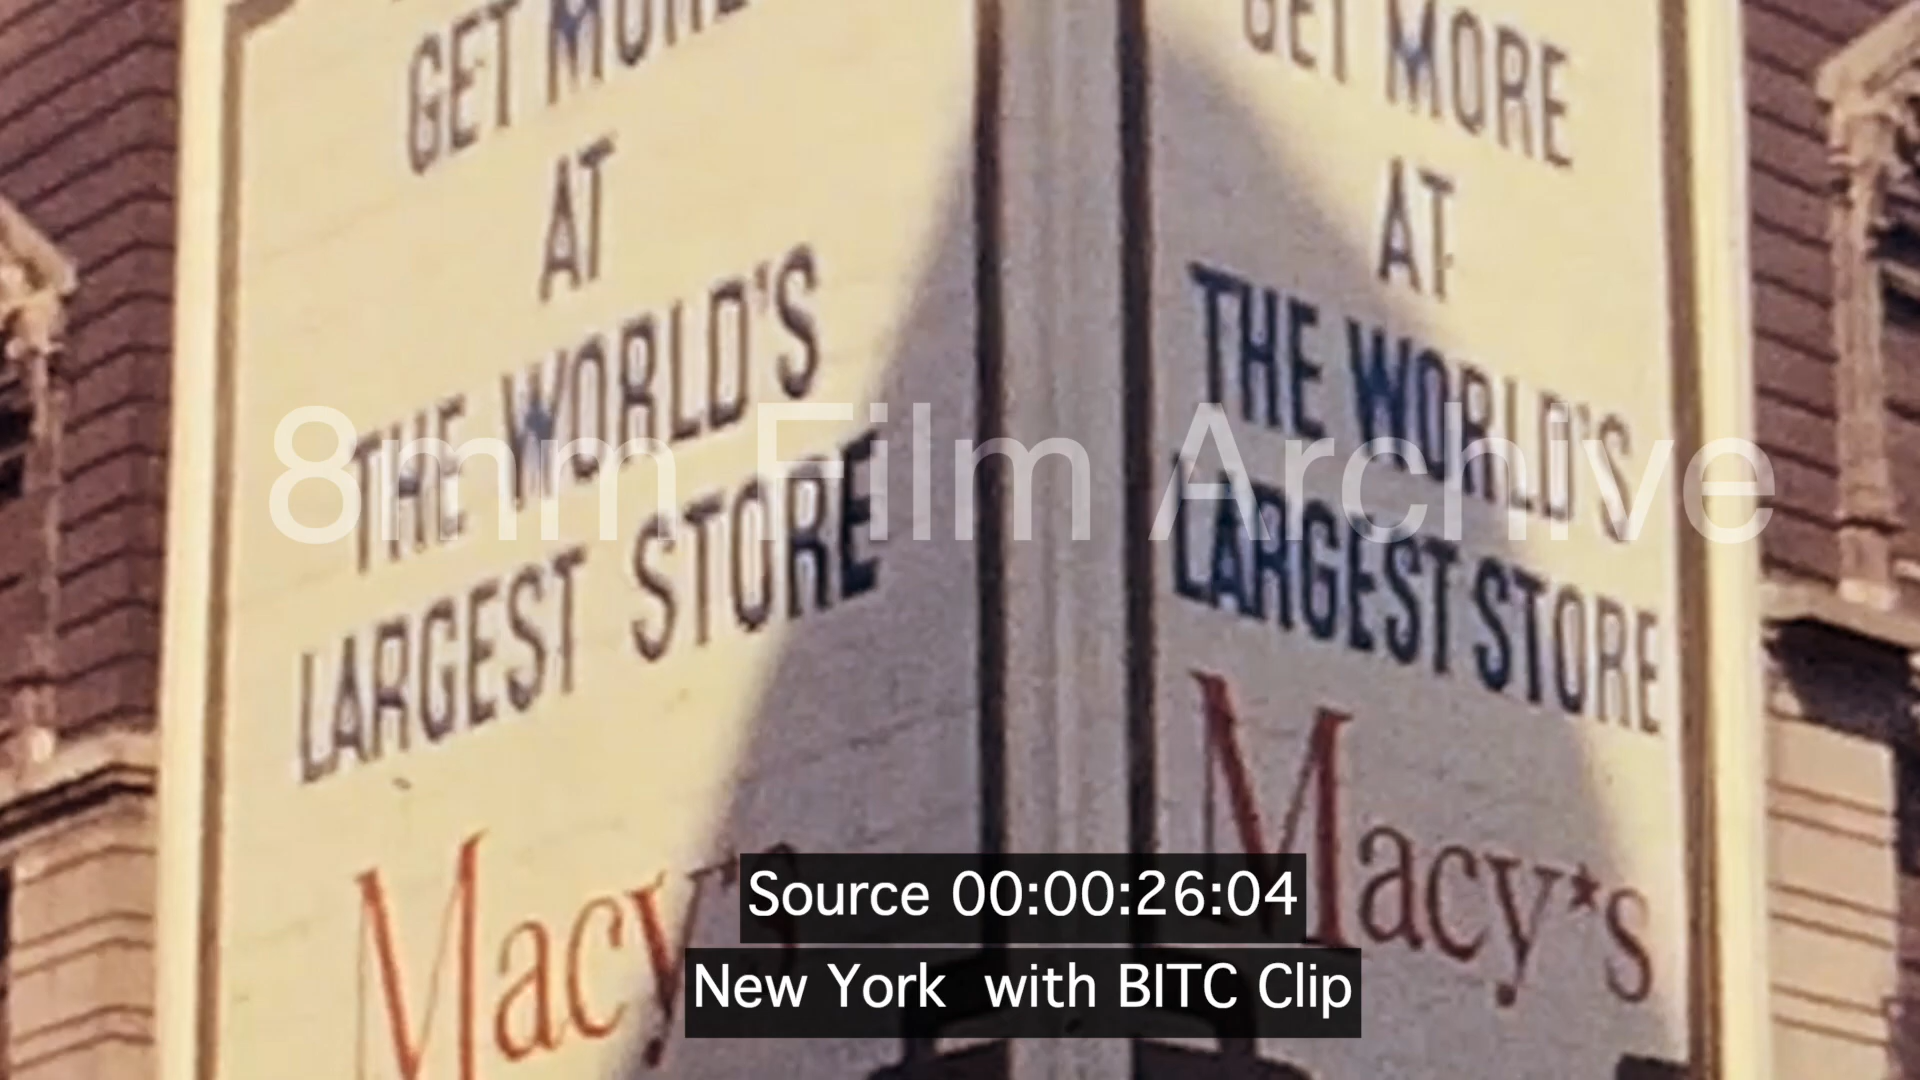 GET MORE
AT
THE WORLD'S
LARGEST STORE
Macy's
GET MORE
AT
THE WORLD'S
LARGEST STORE
Macy*s
8mm Film Archive
Source 00:00:26:04
New York with BITC Clip